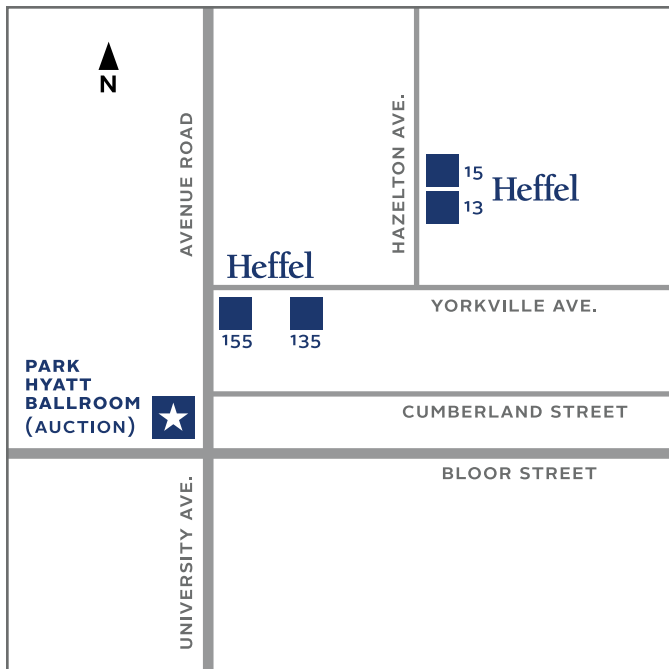 N
AVENUE ROAD
HAZELTON AVE.
15
13
Heffel
Heffel
YORKVILLE AVE.
155
135
PARK
HYATT
BALLROOM
(AUCTION)
CUMBERLAND STREET
BLOOR STREET
UNIVERSITY AVE.